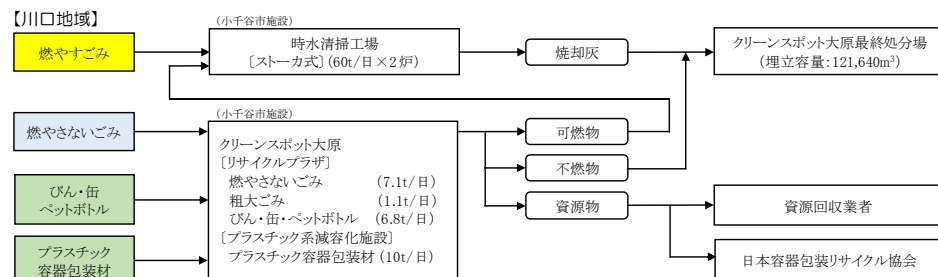 【川口地域】
(小千谷市施設)
燃やすごみ
時水清掃工場
〔ストーカ式〕(60t/日×2炉)
焼却灰
クリーンスポット大原最終処分場
(埋立容量:121,640m³)
(小千谷市施設)
燃やさないごみ
クリーンスポット大原
〔リサイクルプラザ〕
燃やさないごみ (7.1t/日)
粗大ごみ (1.1t/日)
びん・缶・ペットボトル (6.8t/日)
〔プラスチック系減容化施設〕
プラスチック容器包装材(10t/日)
可燃物
不燃物
資源物
びん・缶
ペットボトル
資源回収業者
プラスチック
容器包装材
日本容器包装リサイクル協会